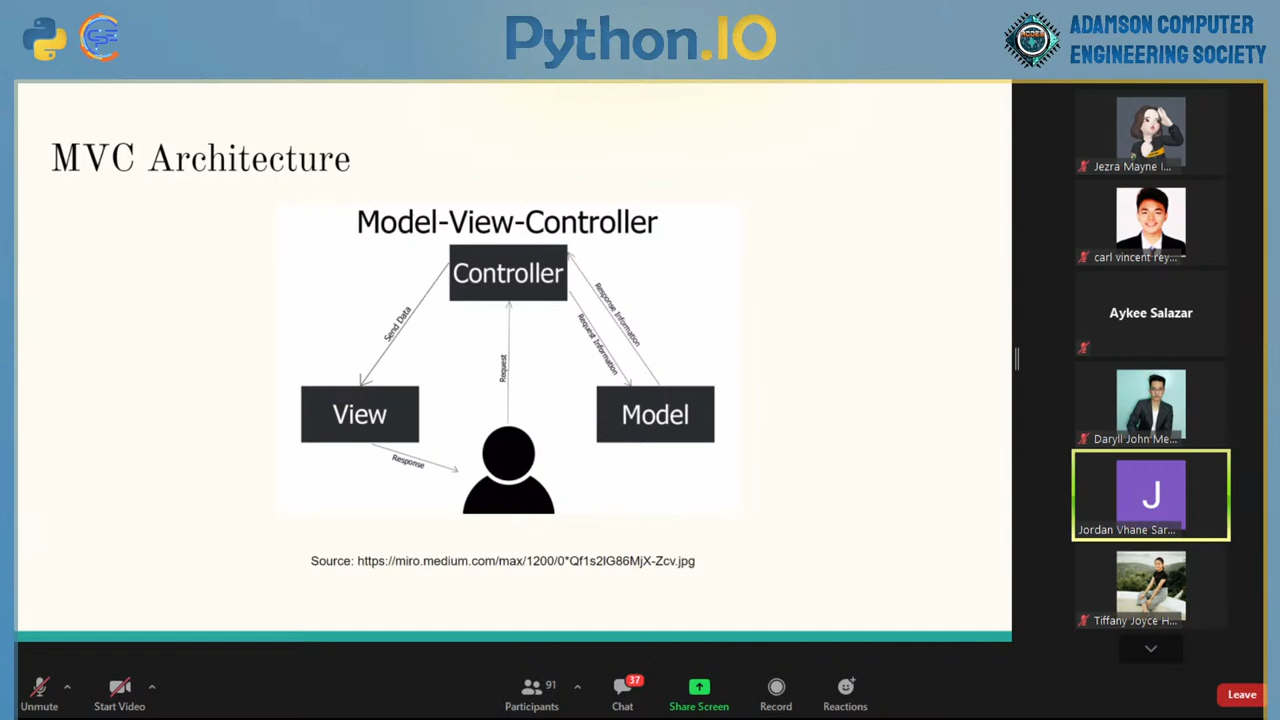 Python.IO
ADAMSON COMPUTER
ENGINEERING SOCIETY
MVC Architecture
Model-View-Controller
Controller
Send Data
Request
Request Information
Response Information
View
Model
Response
Source: https://miro.medium.com/max/1200/0*Qf1s2IG86MjX-Zcv.jpg
Jezra Mayne I...
carl vincent rey...
Aykee Salazar
Daryll John Me...
J
Jordan Vhane Sar...
Tiffany Joyce H...
Unmute
Start Video
91
Participants
37
Chat
Share Screen
Record
Reactions
Leave